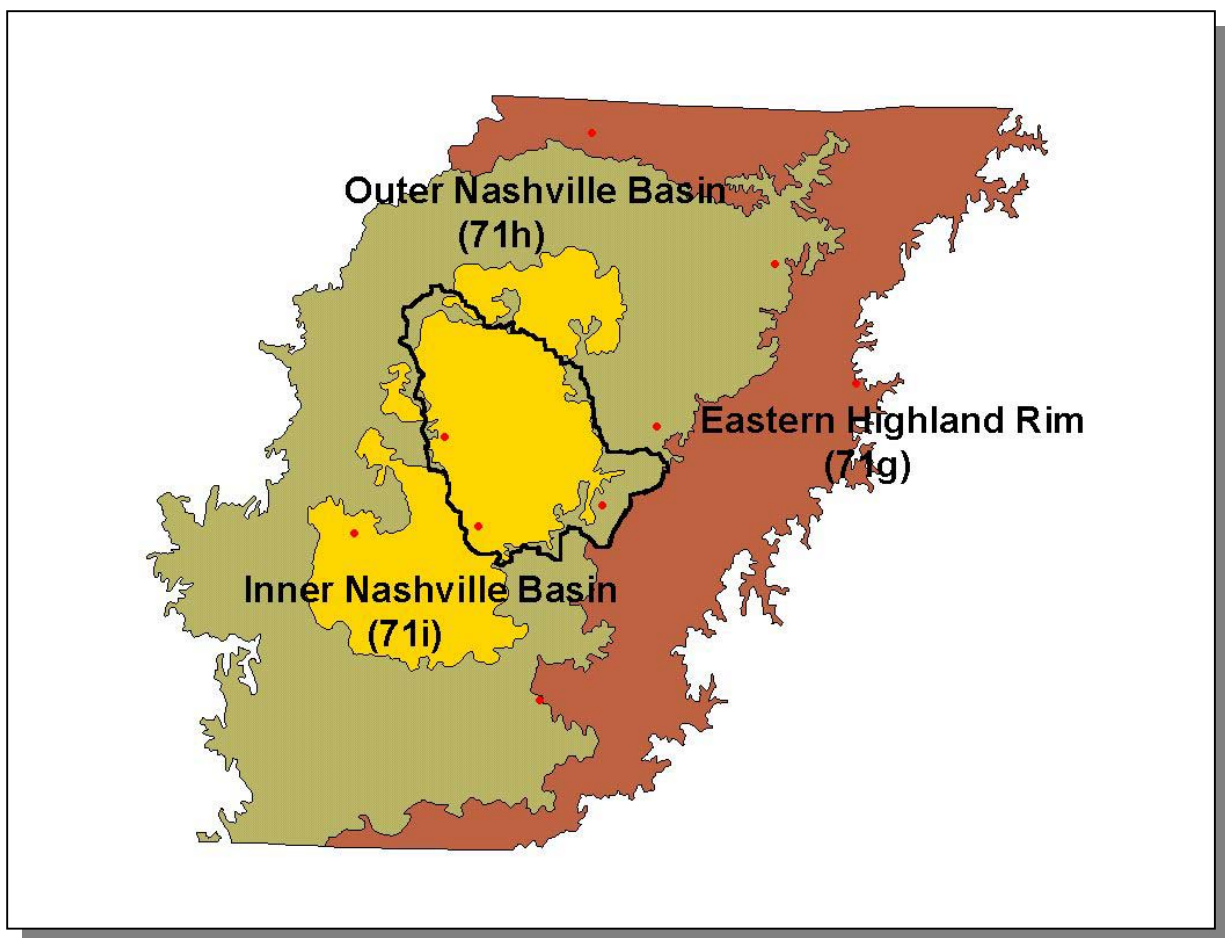 Outer Nashville Basin
(71h)
Eastern Highland Rim
(71g)
Inner Nashville Basin
(71i)